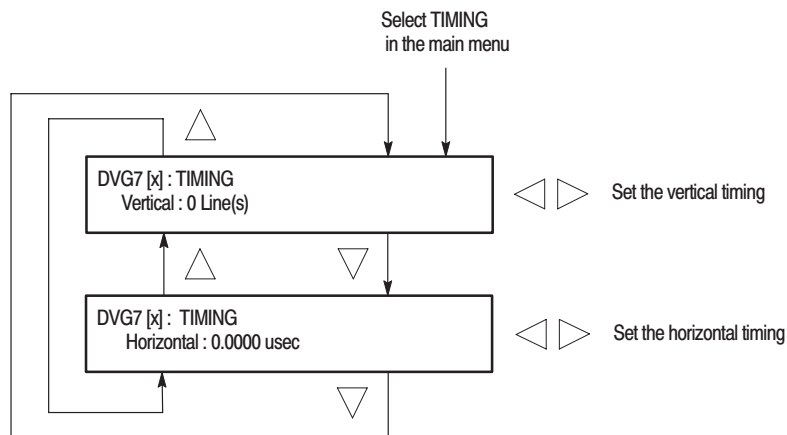 Select TIMING
in the main menu
DVG7 [x] : TIMING
Vertical : 0 Line(s)
Set the vertical timing
DVG7 [x] : TIMING
Horizontal : 0.0000 usec
Set the horizontal timing